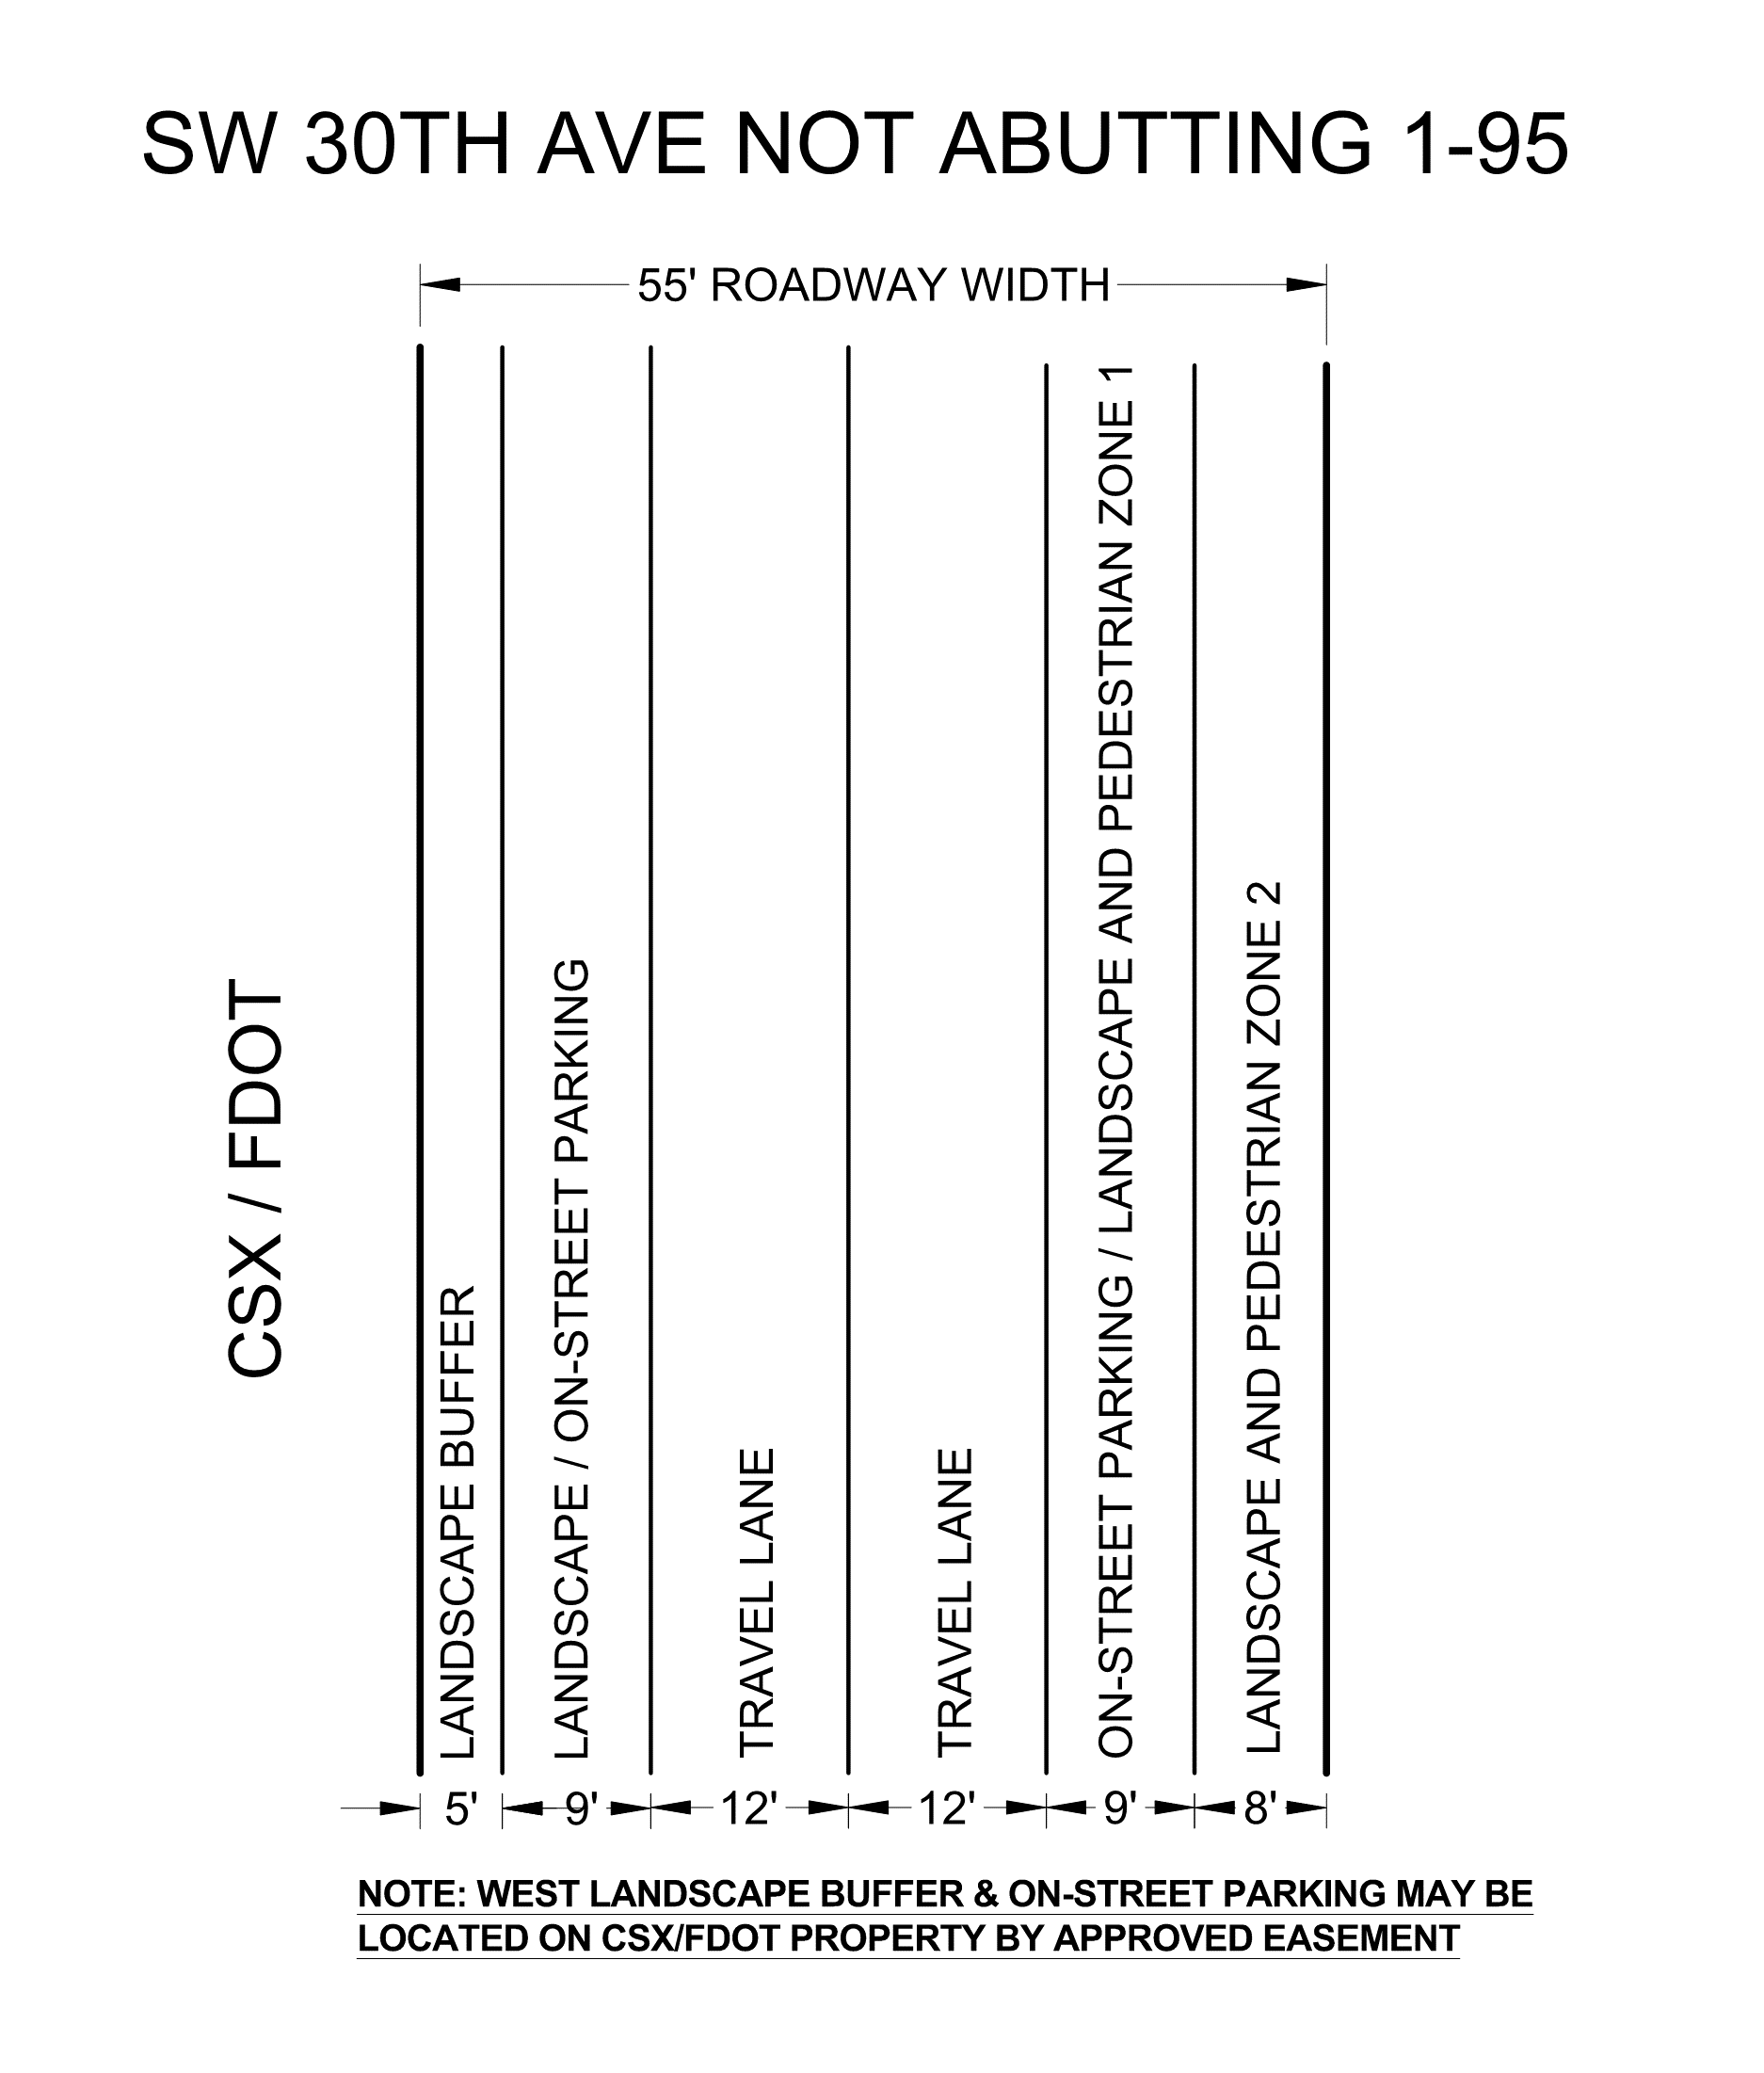 SW 30TH AVE NOT ABUTTING 1-95
55' ROADWAY WIDTH
CSX / FDOT
LANDSCAPE BUFFER
LANDSCAPE / ON-STREET PARKING
TRAVEL LANE
TRAVEL LANE
ON-STREET PARKING / LANDSCAPE AND PEDESTRIAN ZONE 1
LANDSCAPE AND PEDESTRIAN ZONE 2
5'
9'
12'
12'
9'
8'
NOTE: WEST LANDSCAPE BUFFER & ON-STREET PARKING MAY BE
LOCATED ON CSX/FDOT PROPERTY BY APPROVED EASEMENT